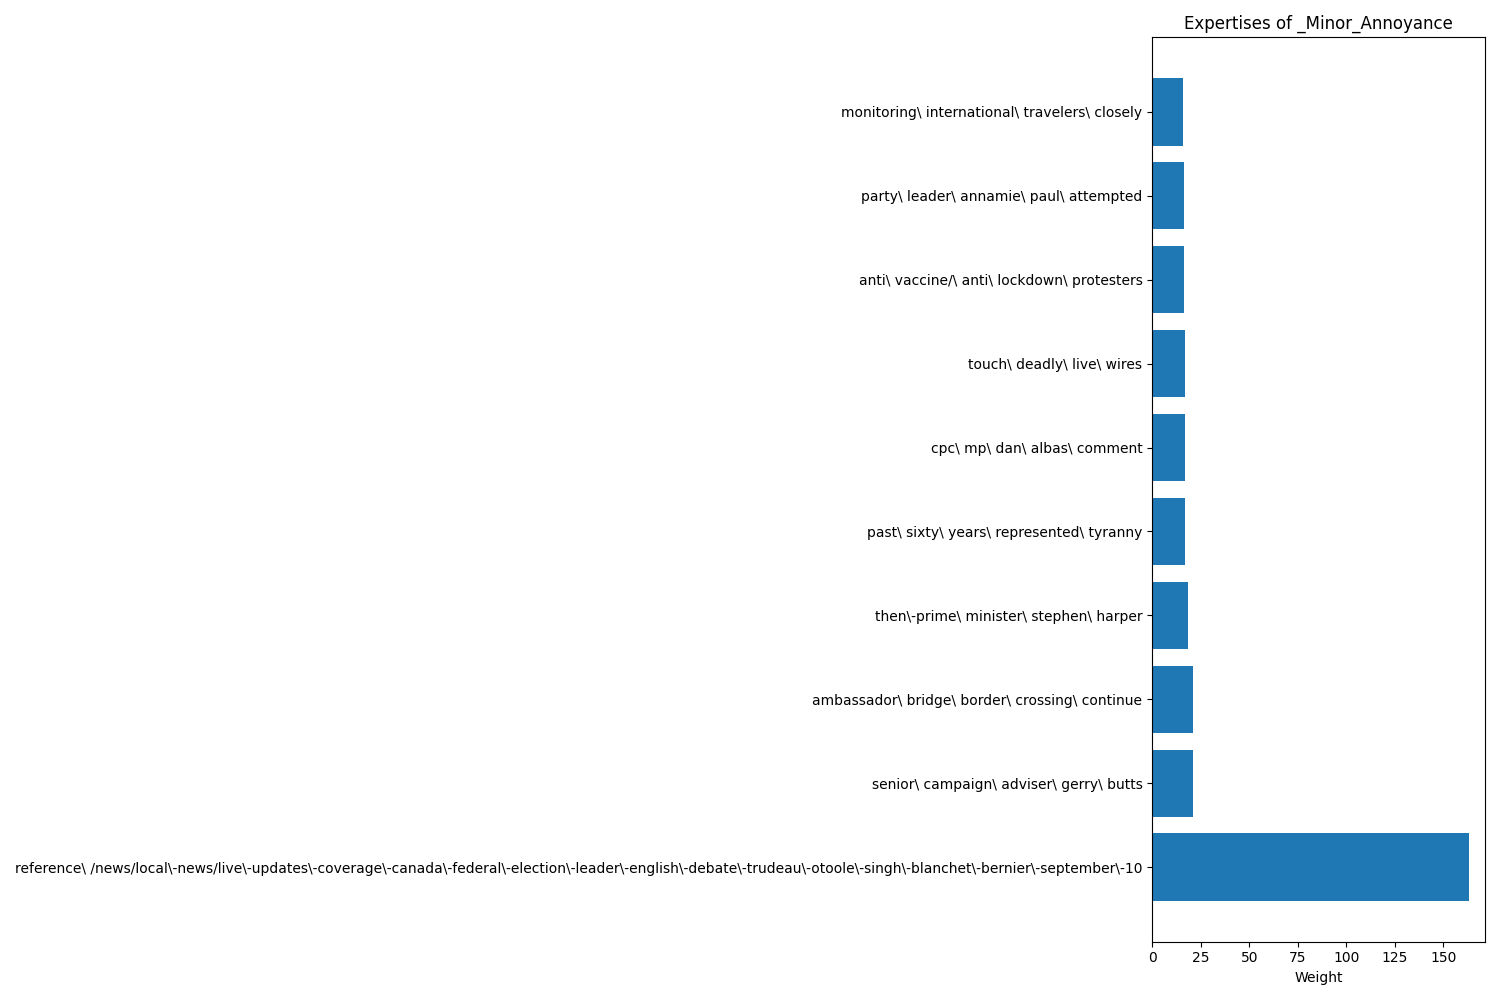 Expertises of _Minor_Annoyance
monitoring\ international\ travelers\ closely
party\ leader\ annamie\ paul\ attempted
anti\ vaccine/\ anti\ lockdown\ protesters
touch\ deadly\ live\ wires
cpc\ mp\ dan\ albas\ comment
past\ sixty\ years\ represented\ tyranny
then\-prime\ minister\ stephen\ harper
ambassador\ bridge\ border\ crossing\ continue
senior\ campaign\ adviser\ gerry\ butts
reference\ /news/local\-news/live\-updates\-coverage\-canada\-federal\-election\-leader\-english\-debate\-trudeau\-otoole\-singh\-blanchet\-bernier\-september\-10
0 25 50 75 100 125 150
Weight